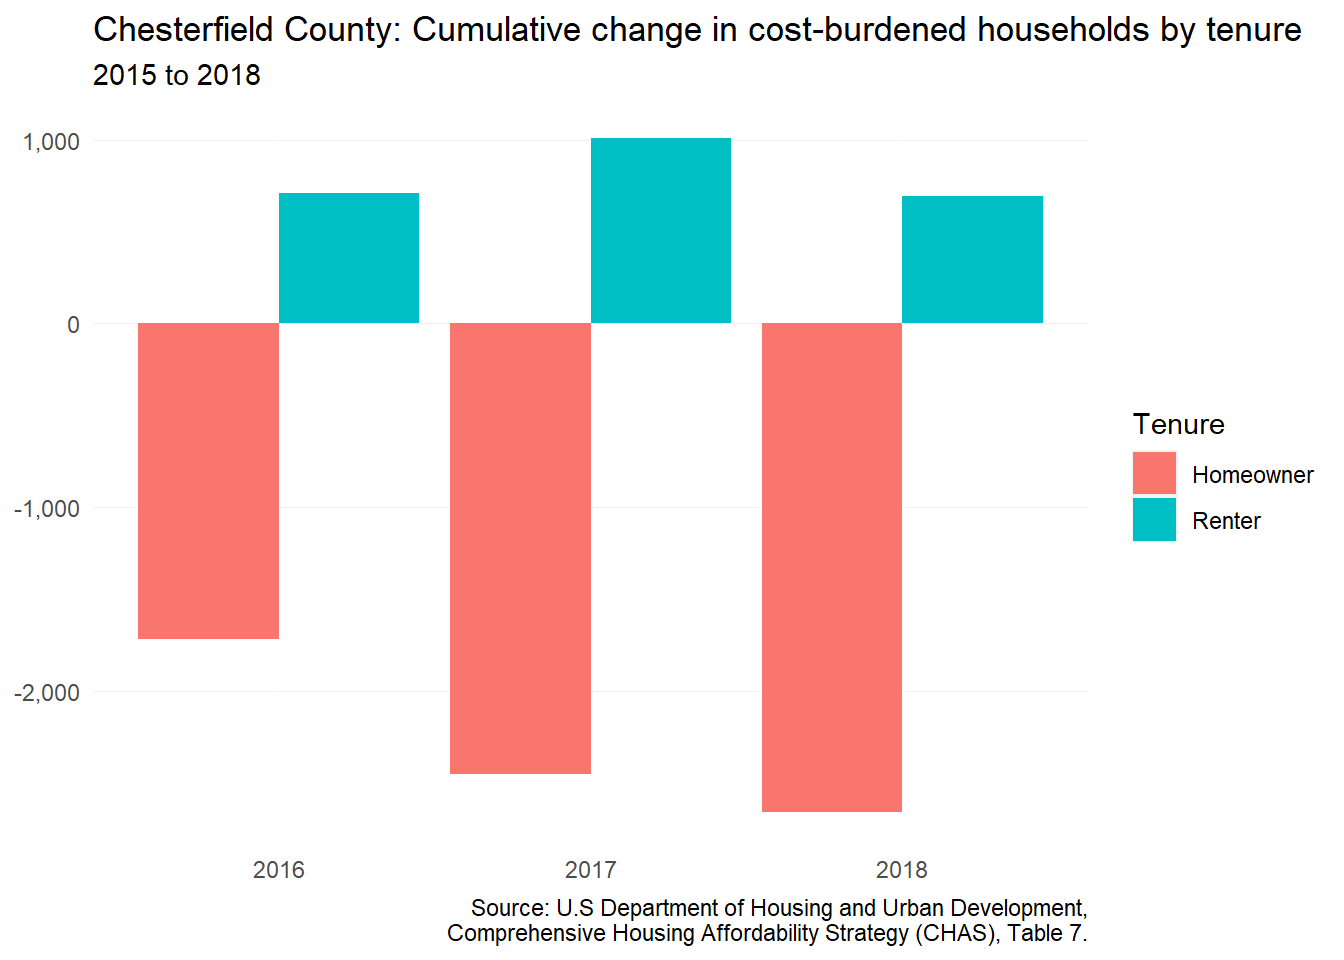 Chesterfield County: Cumulative change in cost-burdened households by tenure
2015 to 2018
1,000
0
-1,000
-2,000
2016
2017
2018
Tenure
Homeowner
Renter
Source: U.S Department of Housing and Urban Development,
Comprehensive Housing Affordability Strategy (CHAS), Table 7.